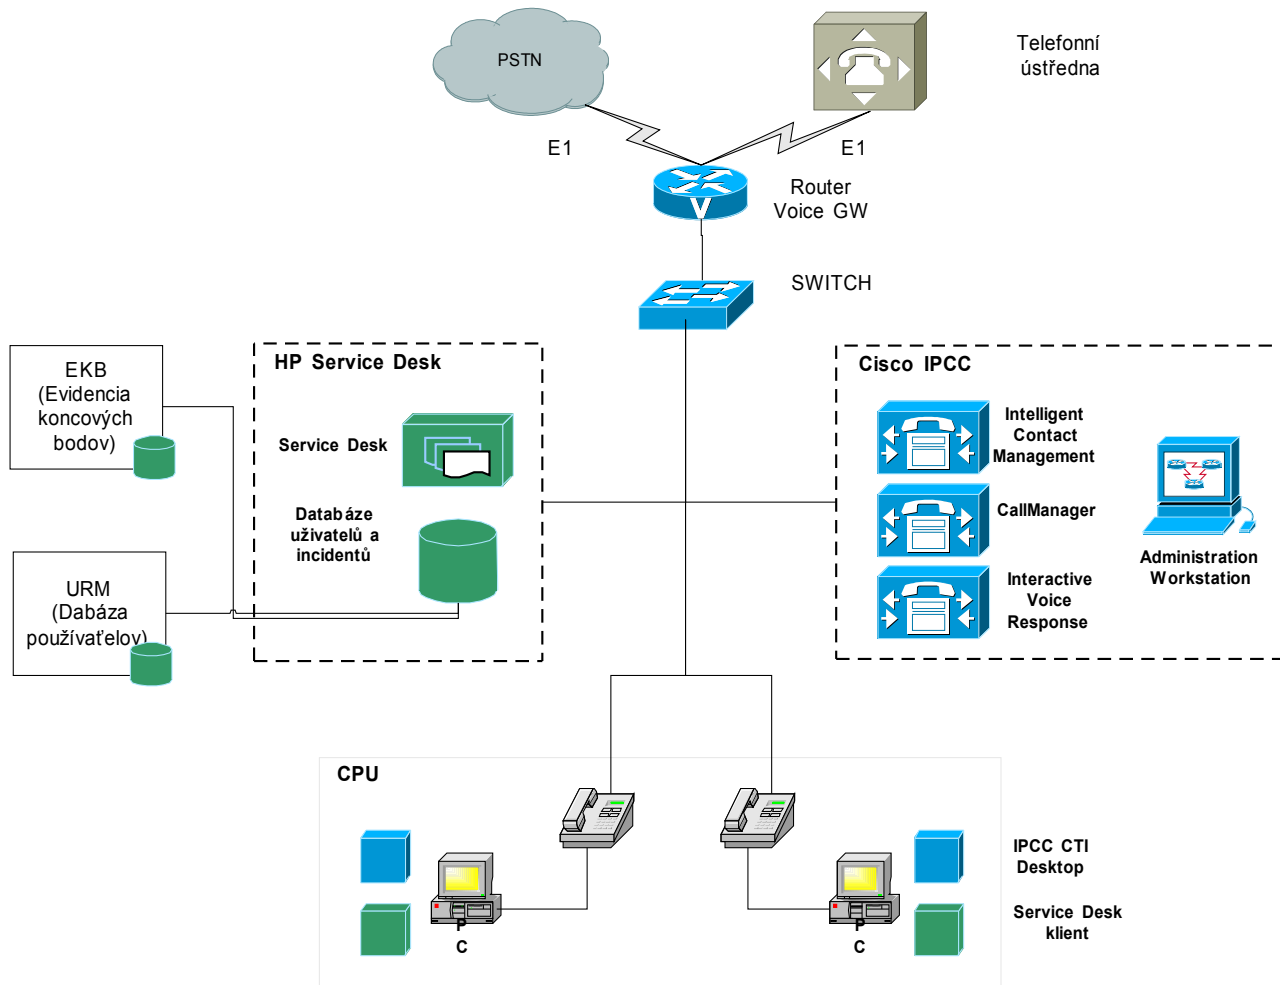 PSTN
Telefonní
ústředna
E1
E1
Router
Voice GW
V
SWITCH
EKB
(Evidencia
koncových
bodov)
HP Service Desk
Service Desk
Databáze
uživatelů a
incidentů
URM
(Dabáza
používaťelov)
Cisco IPCC
Intelligent
Contact
Management
CallManager
Interactive
Voice
Response
Administration
Workstation
CPU
P
C
P
C
IPCC CTI
Desktop
Service Desk
klient